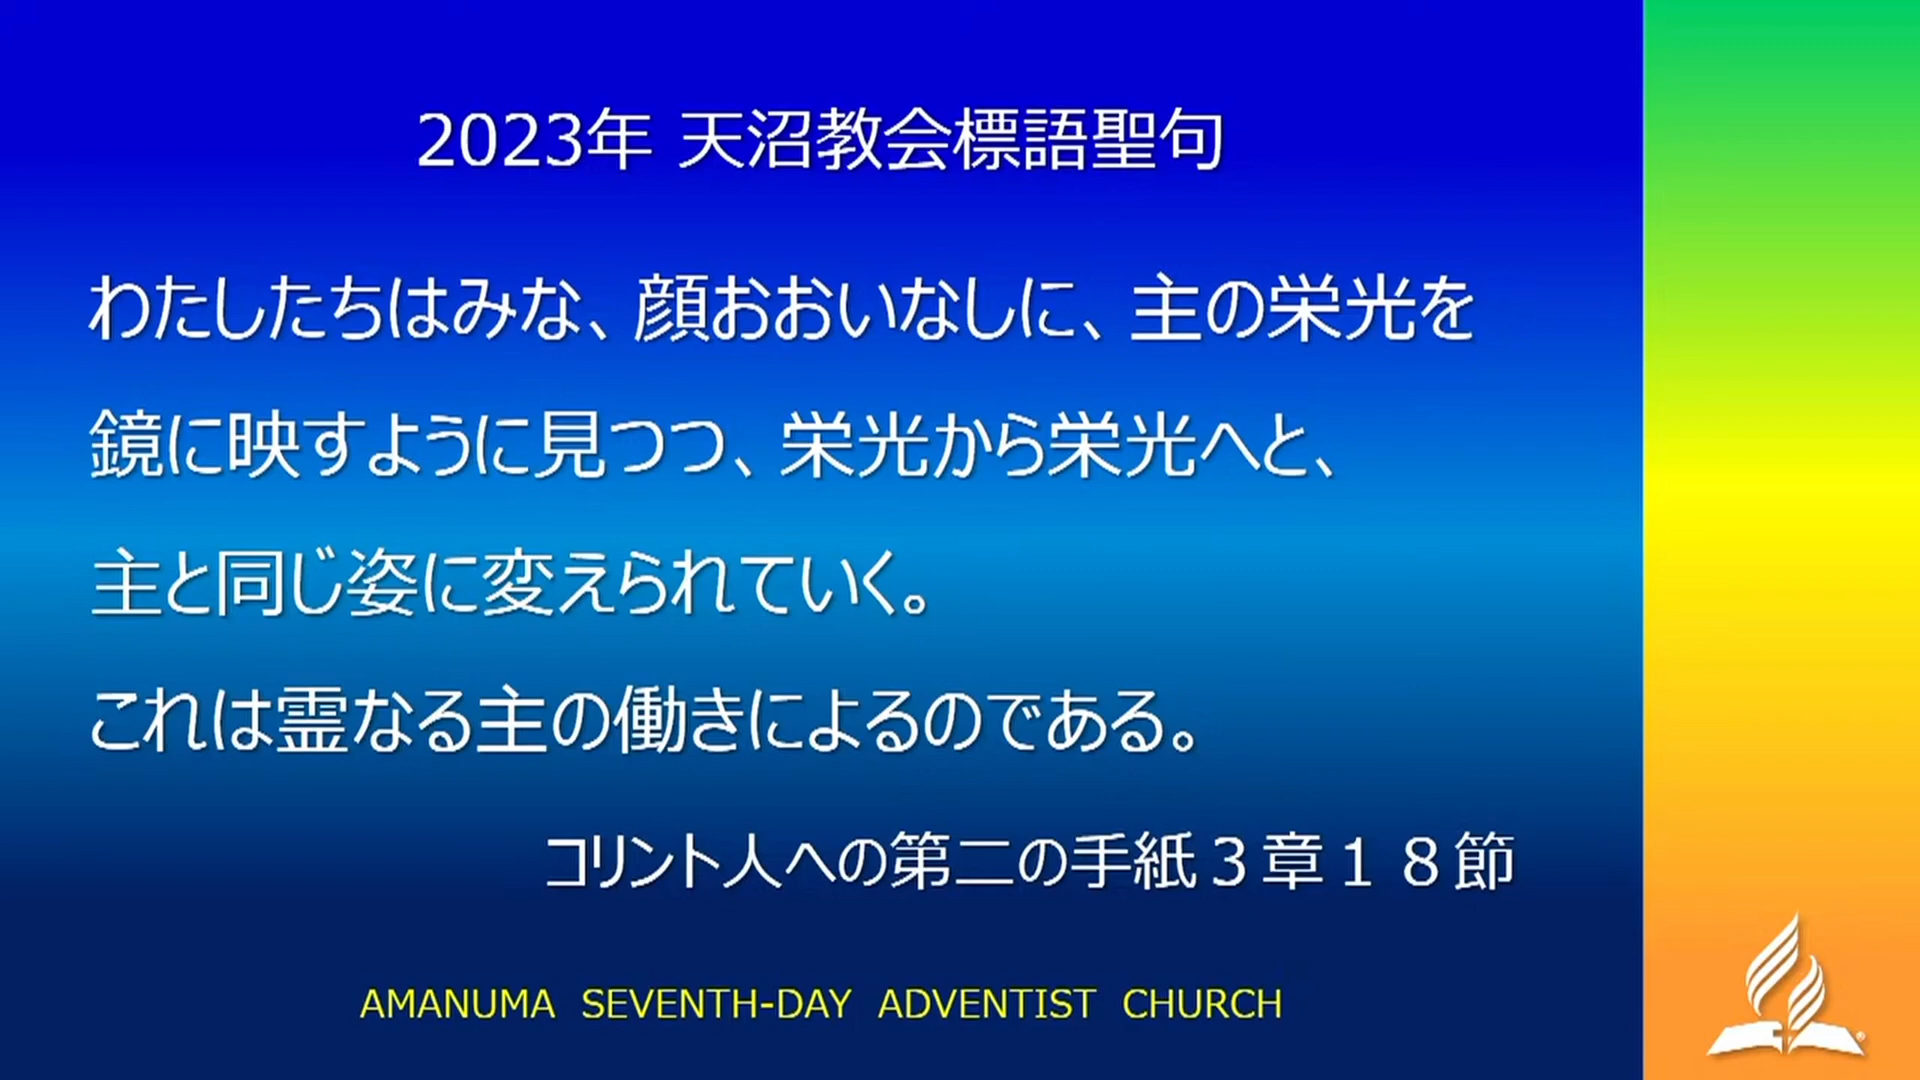 2023年 天沼教会標語聖句
わたしたちはみな、顔おおいなしに、主の栄光を
鏡に映すように見つつ、栄光から栄光へと、
主と同じ姿に変えられていく。
これは霊なる主の働きによるのである。
コリント人への第二の手紙３章１８節
AMANUMA SEVENTH-DAY ADVENTIST CHURCH